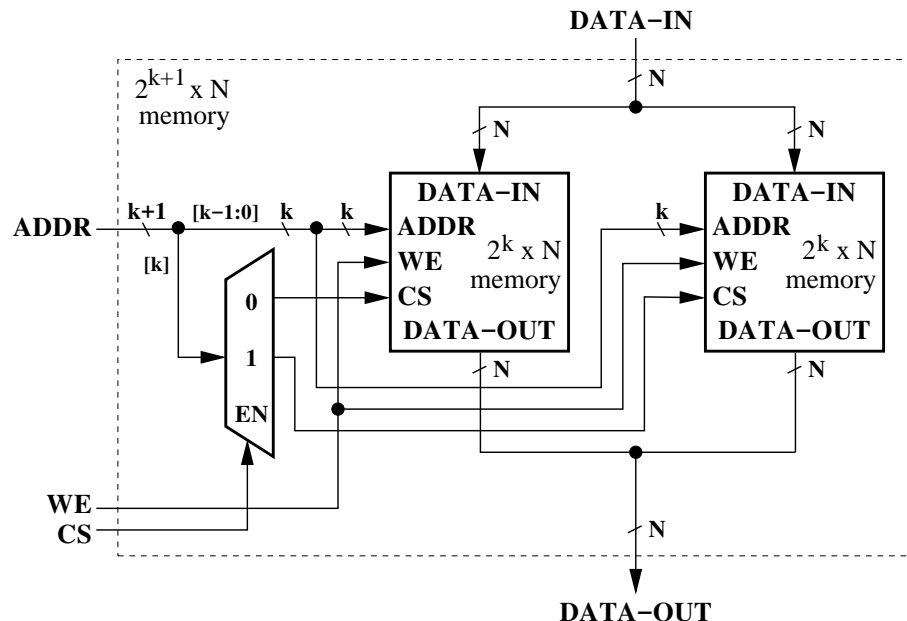 DATA−IN
N
2^{k+1} x N
memory
N
N
DATA−IN
DATA−IN
ADDR
k+1
[k−1:0]
k
k
ADDR
k
ADDR
[k]
2^k x N
memory
WE
2^k x N
memory
WE
0
CS
CS
DATA−OUT
DATA−OUT
1
N
N
EN
WE
CS
N
DATA−OUT